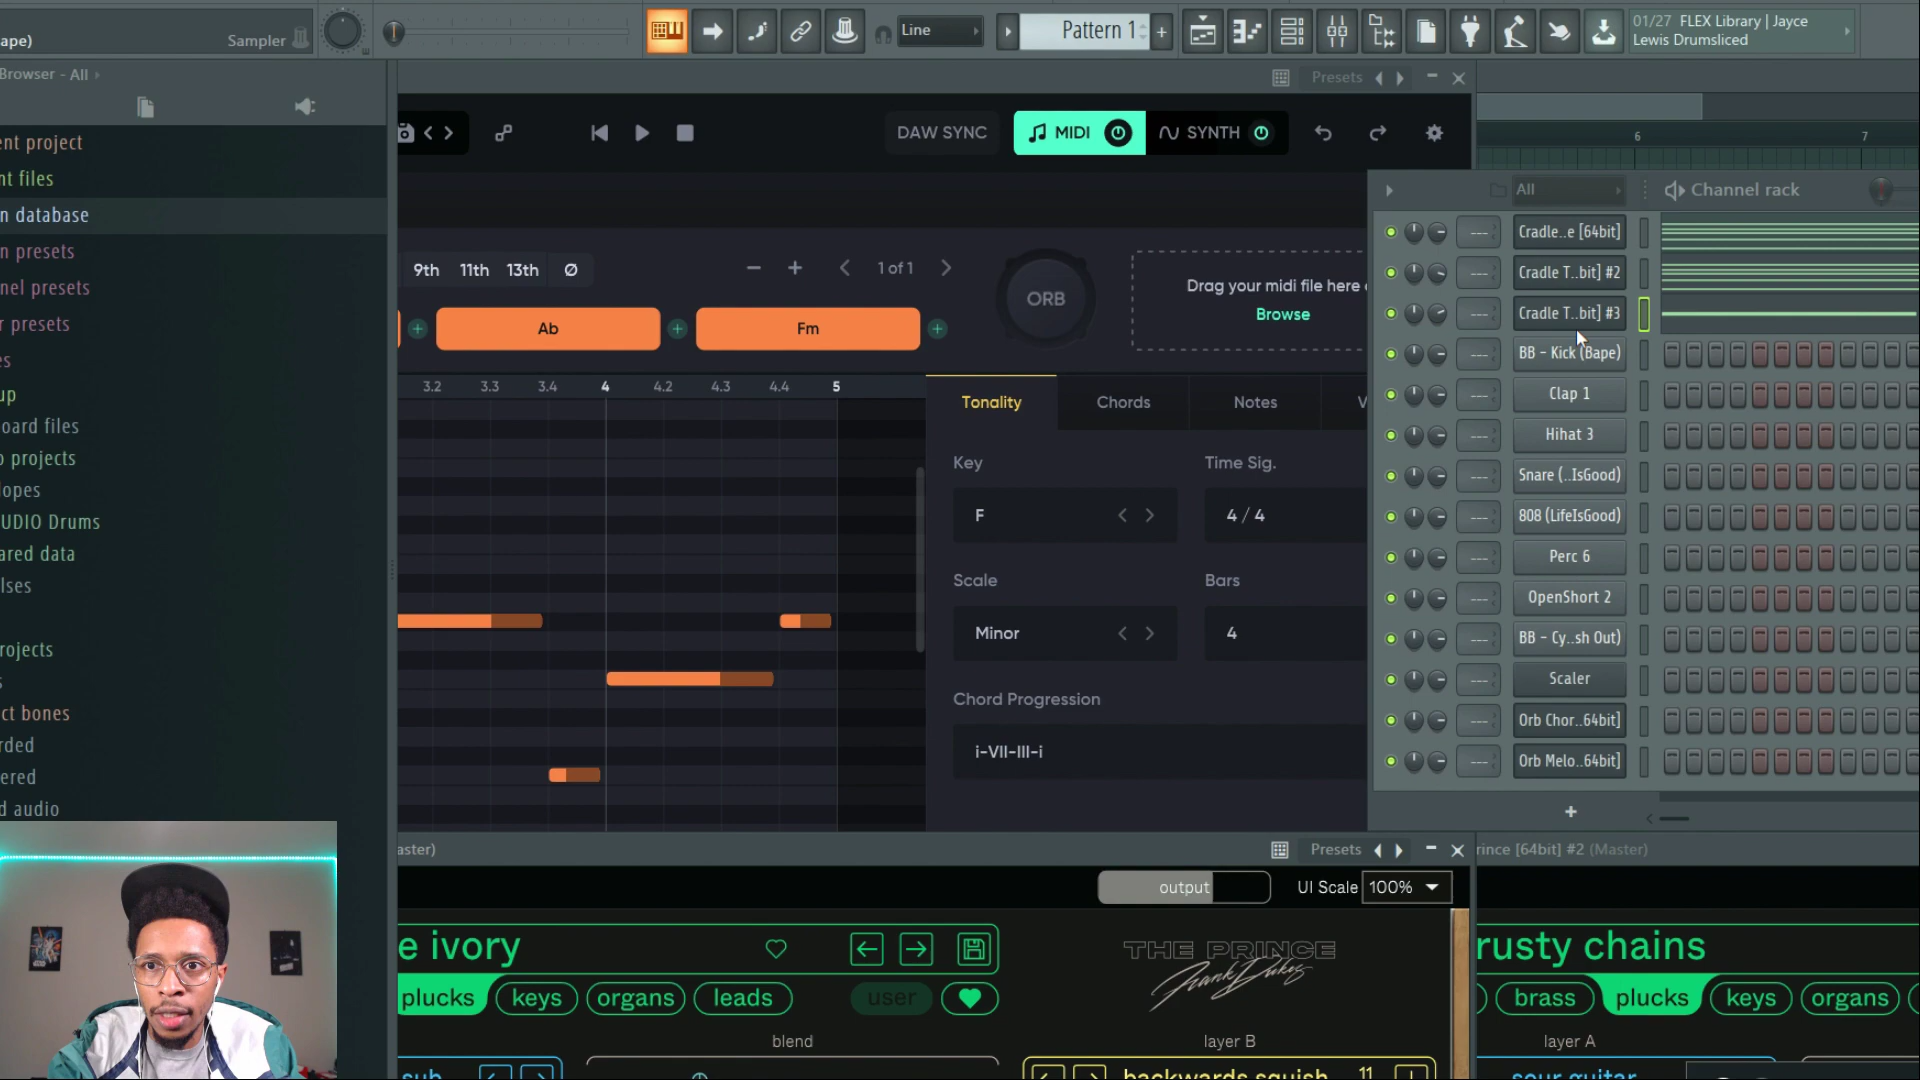 ape)
Sampler
Line
Pattern 1
+
01/27 FLEX Library | Jayce
Lewis Drumsliced
Browser - All
Presets
DAW SYNC
MIDI
SYNTH
6
7
ent project
nt files
n database
n presets
nel presets
r presets
es
up
oard files
o projects
lopes
UDIO Drums
ared data
lses
rojects
s
ct bones
rded
ered
d audio
All
Channel rack
9th
11th
13th
Ø
1 of 1
ORB
Drag your midi file here
Browse
Ab
Fm
3.2
3.3
3.4
4
4.2
4.3
4.4
5
Tonality
Chords
Notes
V
Key
Time Sig.
F
4 / 4
Scale
Bars
Minor
4
Chord Progression
i-VII-III-i
Cradle..e [64bit]
Cradle T..bit] #2
Cradle T..bit] #3
BB - Kick (Bape)
Clap 1
Hihat 3
Snare (..IsGood)
808 (LifeIsGood)
Perc 6
OpenShort 2
BB - Cy..sh Out)
Scaler
Orb Chor..64bit]
Orb Melo..64bit]
+
aster)
Presets
rince [64bit] #2 (Master)
output
UI Scale
100%
e ivory
THE PRINCE
Frank Dukes
rusty chains
plucks
keys
organs
leads
user
brass
plucks
keys
organs
blend
layer B
layer A
sub
backwards squish
11
sour guitar